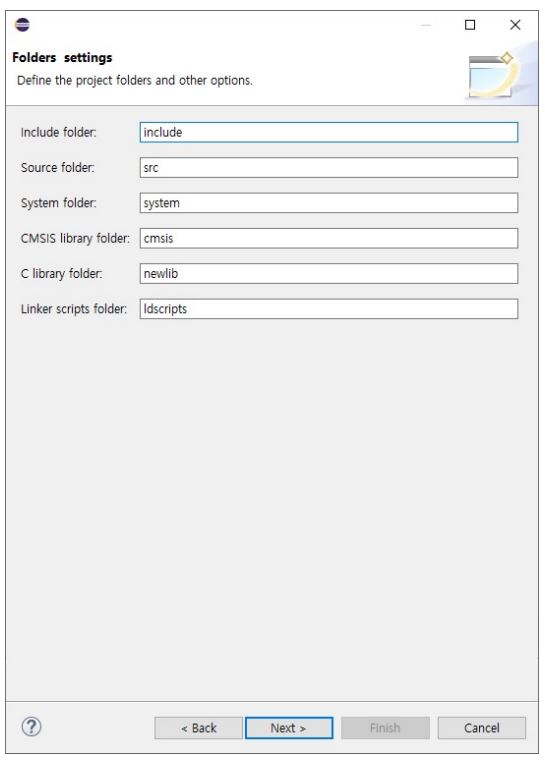 Folders settings
Define the project folders and other options.
Include folder: include
Source folder: src
System folder: system
CMSIS library folder: cmsis
C library folder: newlib
Linker scripts folder: ldscripts
? < Back Next > Finish Cancel